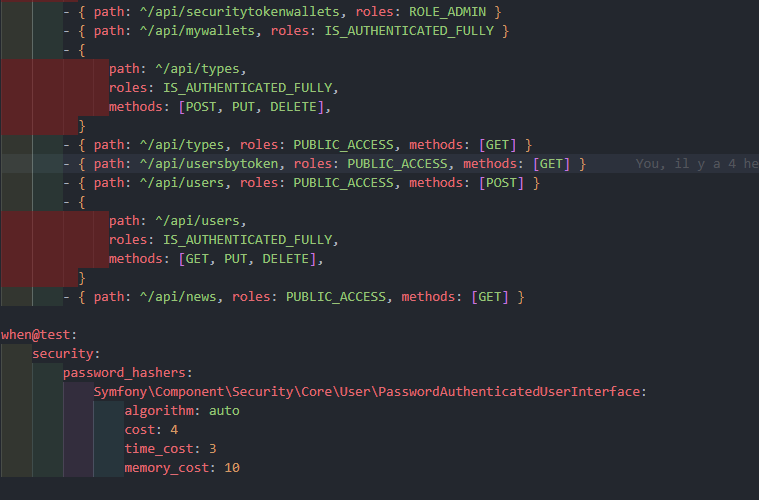 - { path: ^/api/securitytokenwallets, roles: ROLE_ADMIN }
- { path: ^/api/mywallets, roles: IS_AUTHENTICATED_FULLY }
- {
path: ^/api/types,
roles: IS_AUTHENTICATED_FULLY,
methods: [POST, PUT, DELETE],
}
- { path: ^/api/types, roles: PUBLIC_ACCESS, methods: [GET] }
- { path: ^/api/usersbytoken, roles: PUBLIC_ACCESS, methods: [GET] } You, il y a 4 he
- { path: ^/api/users, roles: PUBLIC_ACCESS, methods: [POST] }
- {
path: ^/api/users,
roles: IS_AUTHENTICATED_FULLY,
methods: [GET, PUT, DELETE],
}
- { path: ^/api/news, roles: PUBLIC_ACCESS, methods: [GET] }
when@test:
security:
password_hashers:
Symfony\Component\Security\Core\User\PasswordAuthenticatedUserInterface:
algorithm: auto
cost: 4
time_cost: 3
memory_cost: 10